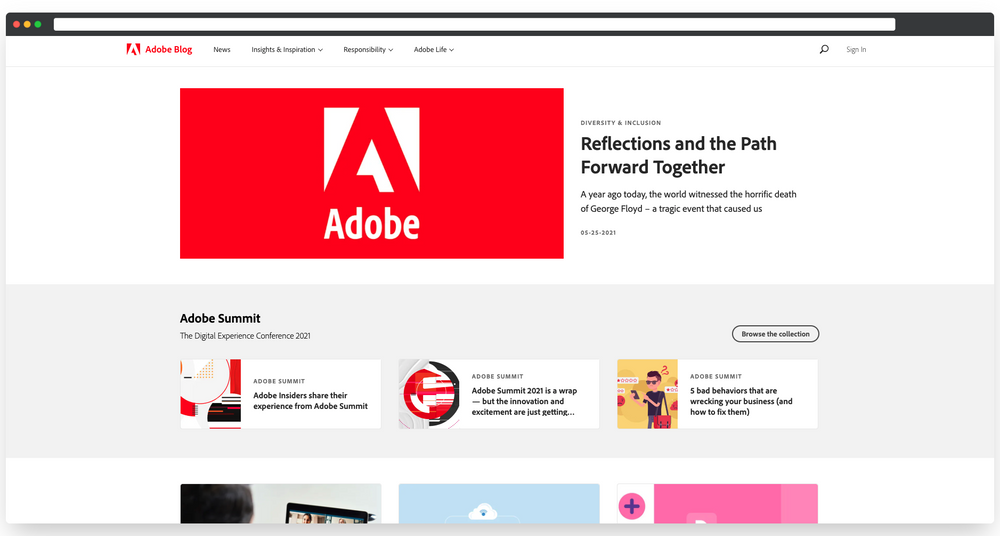 Adobe Blog
News
Insights & Inspiration
Responsibility
Adobe Life
Sign In
Adobe
DIVERSITY & INCLUSION
Reflections and the Path
Forward Together
A year ago today, the world witnessed the horrific death
of George Floyd – a tragic event that caused us
05-25-2021
Adobe Summit
The Digital Experience Conference 2021
Browse the collection
ADOBE SUMMIT
Adobe Insiders share their
experience from Adobe Summit
ADOBE SUMMIT
Adobe Summit 2021 is a wrap
— but the innovation and
excitement are just getting...
ADOBE SUMMIT
5 bad behaviors that are
wrecking your business (and
how to fix them)